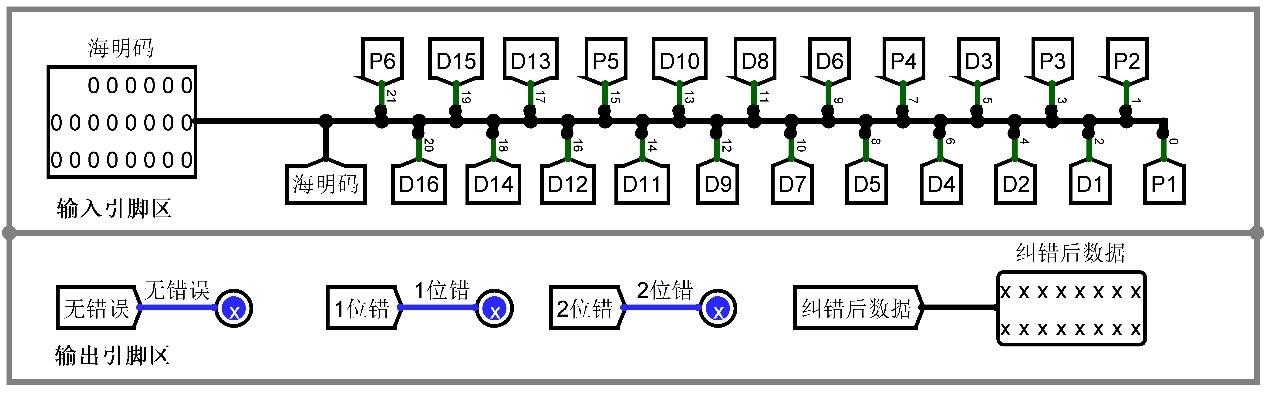 海明码
000000
00000000
00000000
输入引脚区
P6 D15 D13 P5 D10 D8 D6 P4 D3 P3 P2
21 19 17 15 13 11 9 7 5 3 1
20 18 16 14 12 10 8 6 4 2 0
海明码 D16 D14 D12 D11 D9 D7 D5 D4 D2 D1 P1
无错误 无错误 x
1位错 1位错 x
2位错 2位错 x
纠错后数据 纠错后数据
x x x x x x x x
x x x x x x x x
输出引脚区